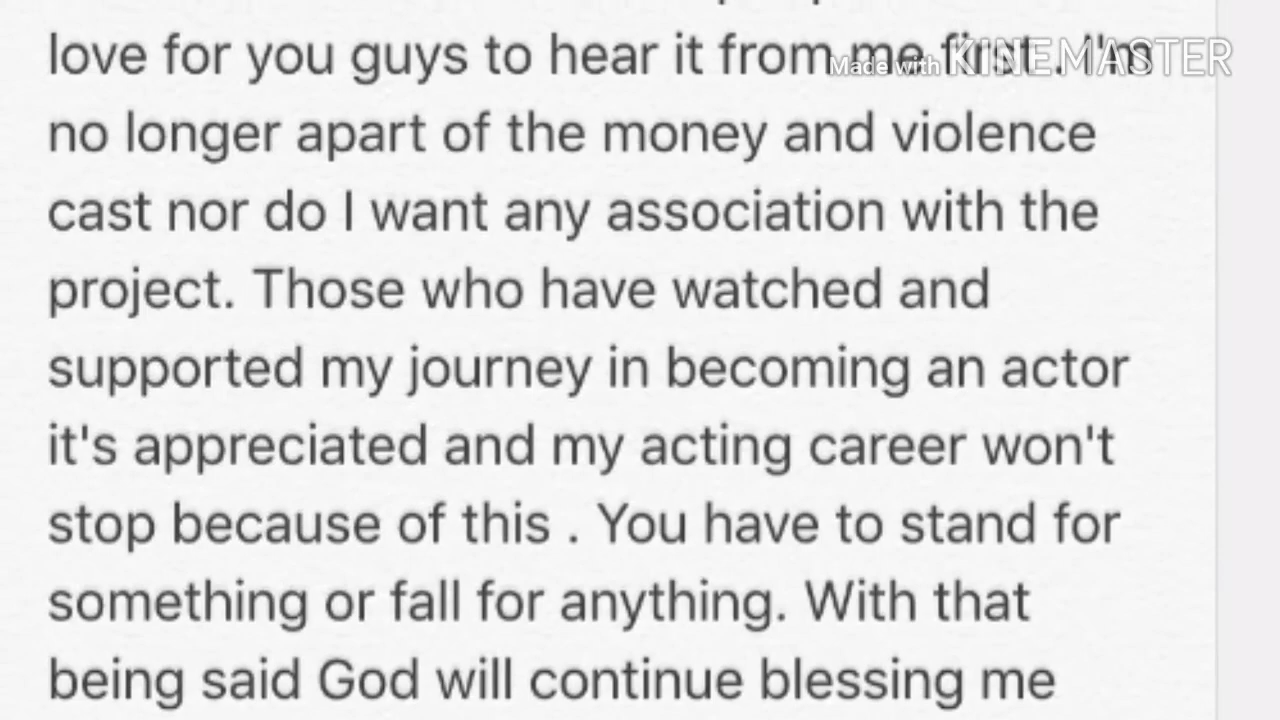 love for you guys to hear it from me first . I'm
Made with KINEMASTER
no longer apart of the money and violence
cast nor do I want any association with the
project. Those who have watched and
supported my journey in becoming an actor
it's appreciated and my acting career won't
stop because of this . You have to stand for
something or fall for anything. With that
being said God will continue blessing me